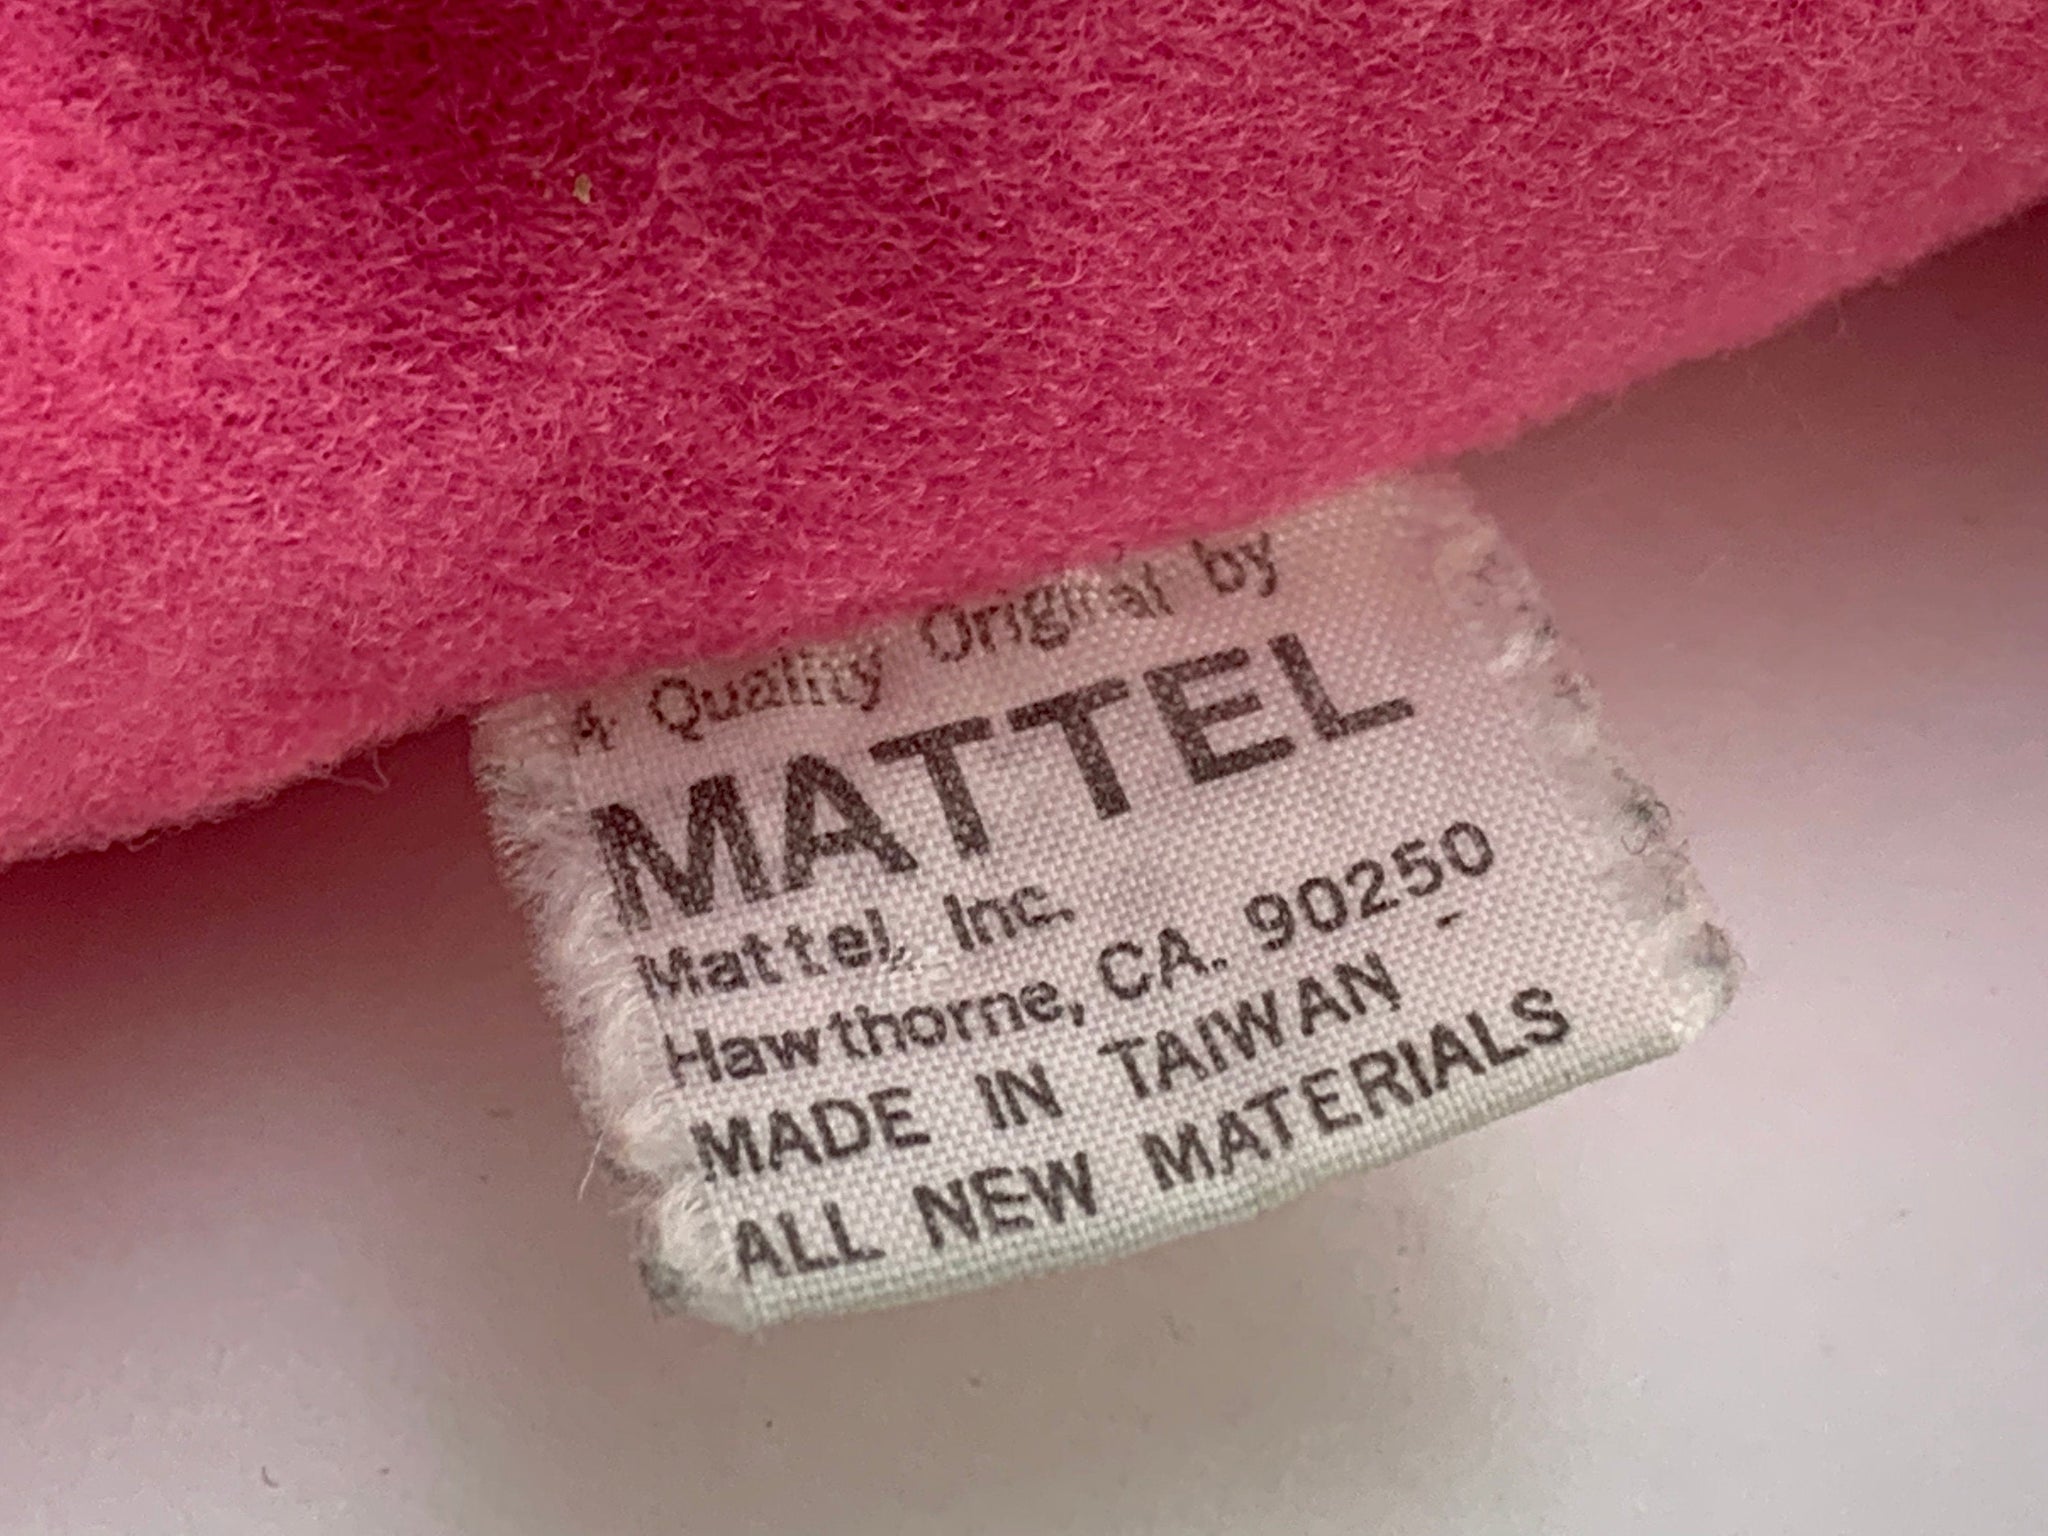 A Quality Original by
MATTEL
Mattel, Inc.
Hawthorne, CA. 90250
MADE IN TAIWAN -
ALL NEW MATERIALS